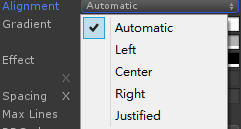 Alignment Automatic
Gradient Automatic
Left
Effect Center
X Right
Spacing X Justified
Max Lines